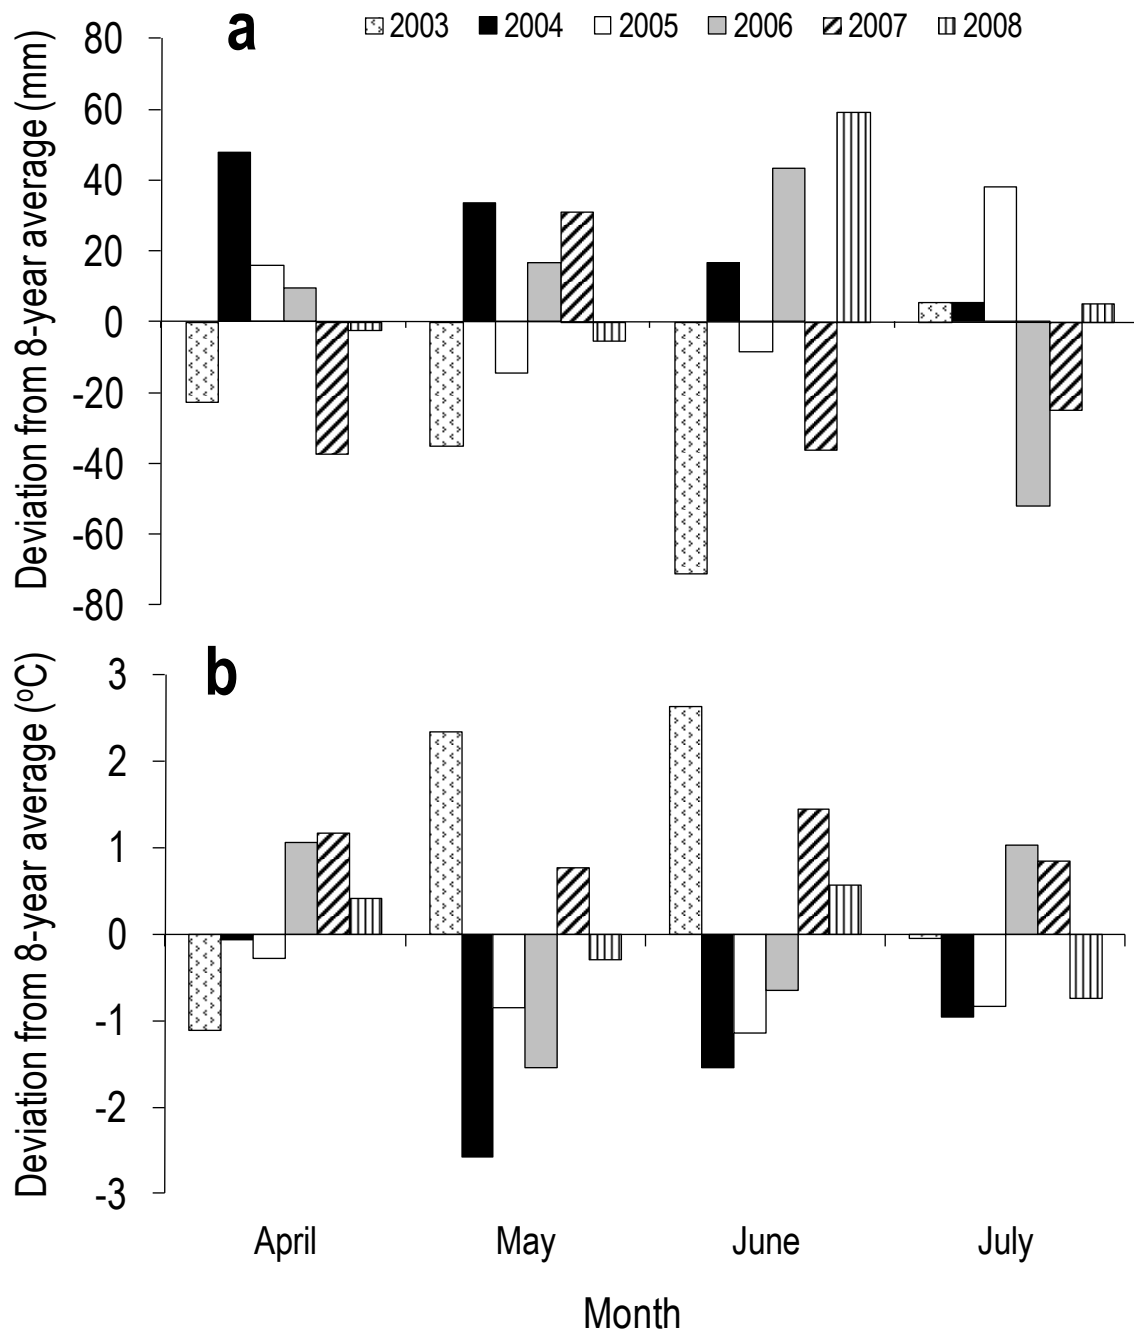 a
2003 2004 2005 2006 2007 2008
Deviation from 8-year average (mm)
80
60
40
20
0
-20
-40
-60
-80
b
Deviation from 8-year average (ºC)
3
2
1
0
-1
-2
-3
April May June July
Month